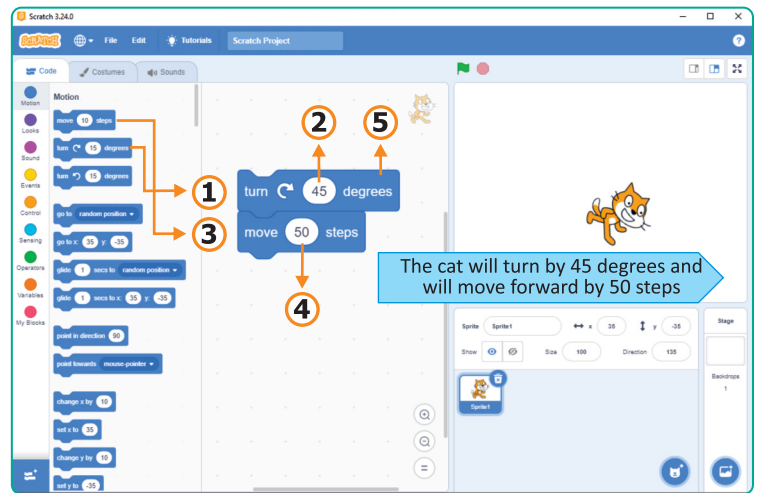 Scratch 3.24.0
SCRATCH File Edit Tutorials Scratch Project ?
Code Costumes Sounds
Motion
Looks
Sound
Events
Control
Sensing
Operators
Variables
My Blocks
Motion
move 10 steps
turn 15 degrees
turn 15 degrees
go to random position
go to x: 35 y: -35
glide 1 secs to random position
glide 1 secs to x: 35 y: -35
point in direction 90
point towards mouse-pointer
change x by 10
set x to 35
change y by 10
set y to -35
2 5
1 turn 45 degrees
3 move 50 steps
4
The cat will turn by 45 degrees and
will move forward by 50 steps
Sprite Sprite1 x 35 y -35
Show Size 100 Direction 135
Sprite1
Stage
Backdrops
1